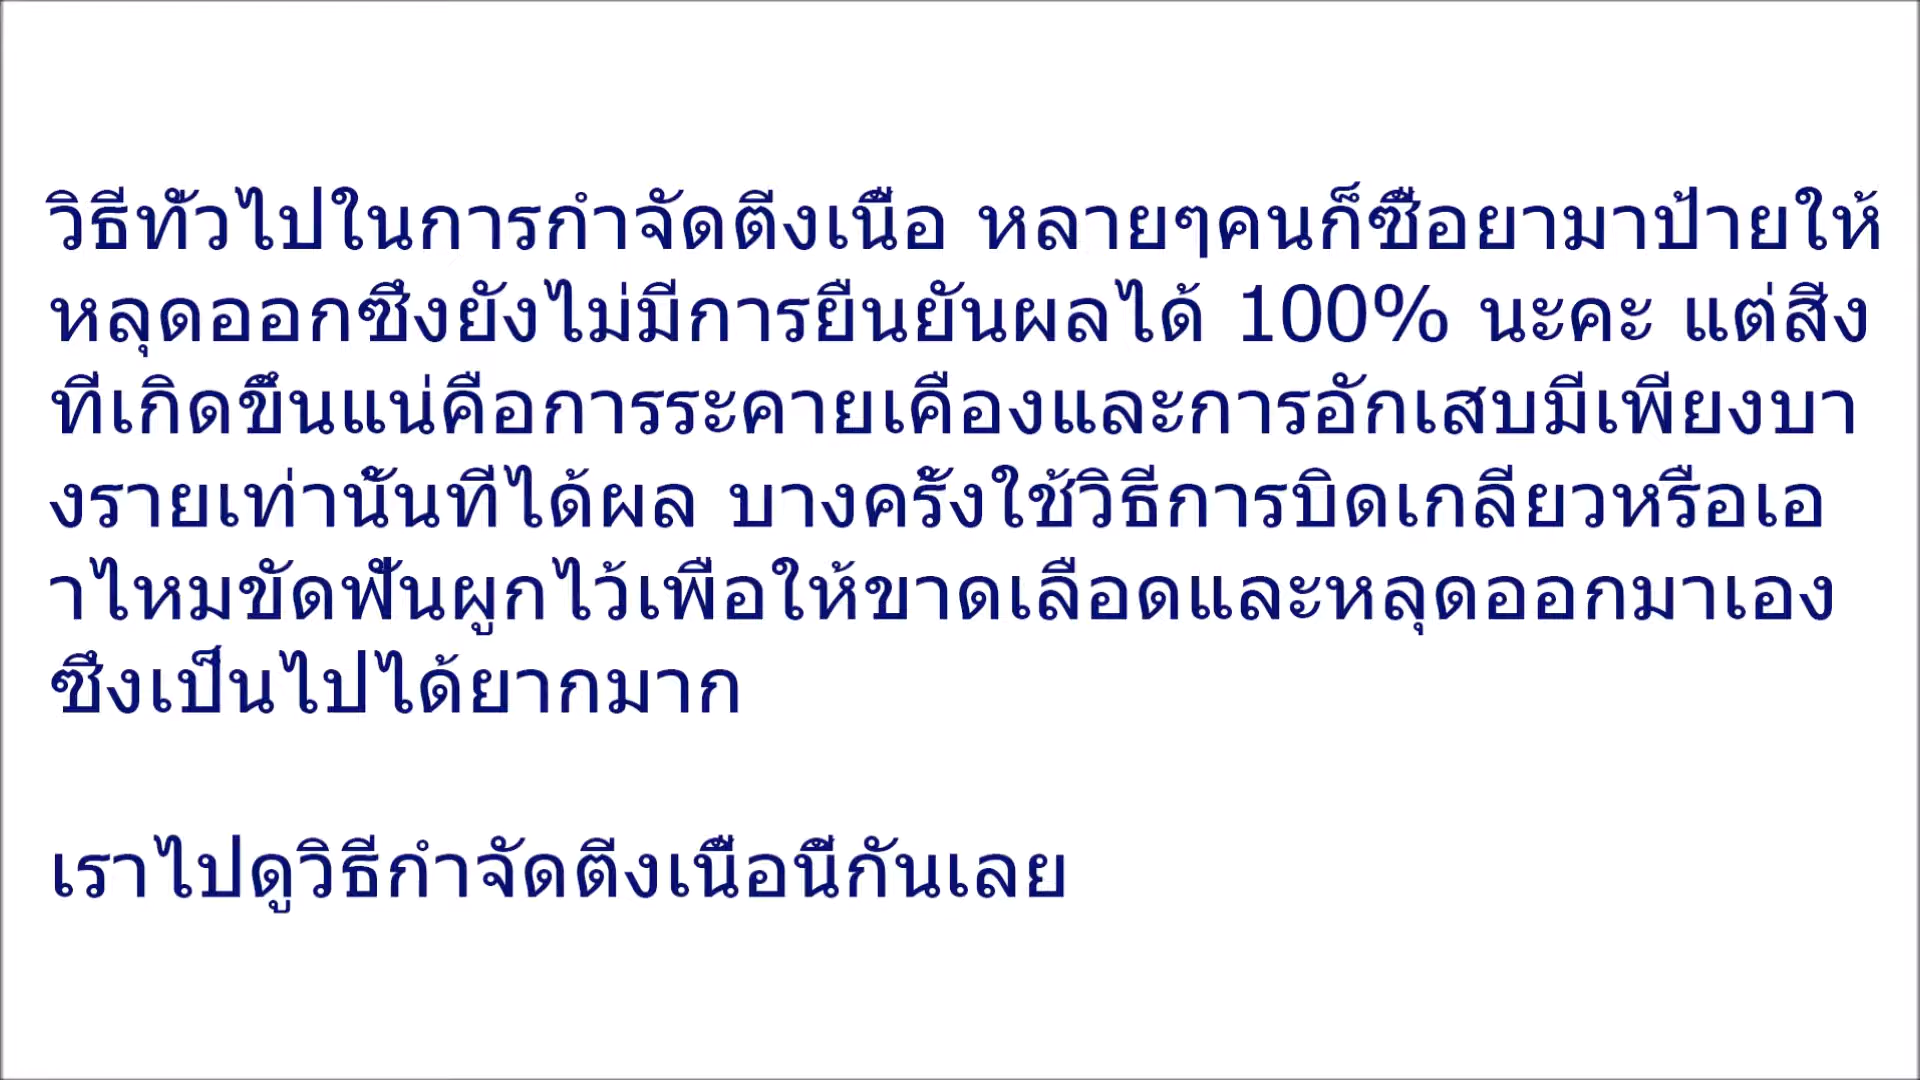 วิธีทั่วไปในการกำจัดติ่งเนื้อ หลายๆคนก็ซื้อยามาป้ายให้
หลุดออกซึ่งยังไม่มีการยืนยันผลได้ 100% นะคะ แต่สิ่ง
ที่เกิดขึ้นแน่คือการระคายเคืองและการอักเสบมีเพียงบา
งรายเท่านั้นที่ได้ผล บางครั้งใช้วิธีการบิดเกลียวหรือเอ
าไหมขัดฟันผูกไว้เพื่อให้ขาดเลือดและหลุดออกมาเอง
ซึ่งเป็นไปได้ยากมาก
เราไปดูวิธีกำจัดติ่งเนื้อนี้กันเลย